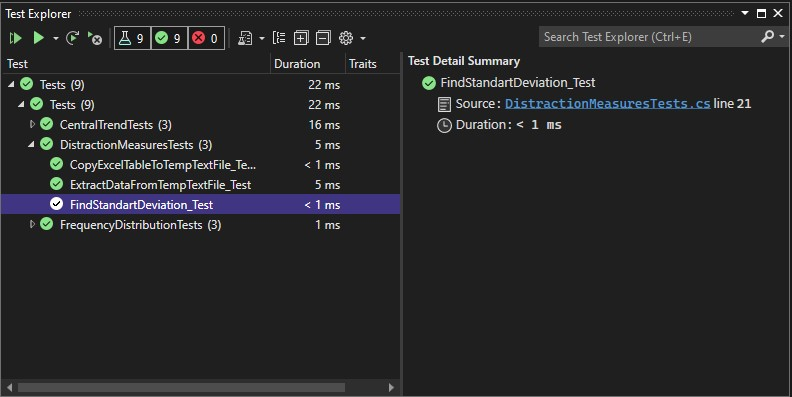 Test Explorer
9 9 0
Search Test Explorer (Ctrl+E)
Test Duration Traits
Tests (9) 22 ms
Tests (9) 22 ms
CentralTrendTests (3) 16 ms
DistractionMeasuresTests (3) 5 ms
CopyExcelTableToTempTextFile_Te... < 1 ms
ExtractDataFromTempTextFile_Test 5 ms
FindStandartDeviation_Test < 1 ms
FrequencyDistributionTests (3) 1 ms
Test Detail Summary
FindStandartDeviation_Test
Source: DistractionMeasuresTests.cs line 21
Duration: < 1 ms